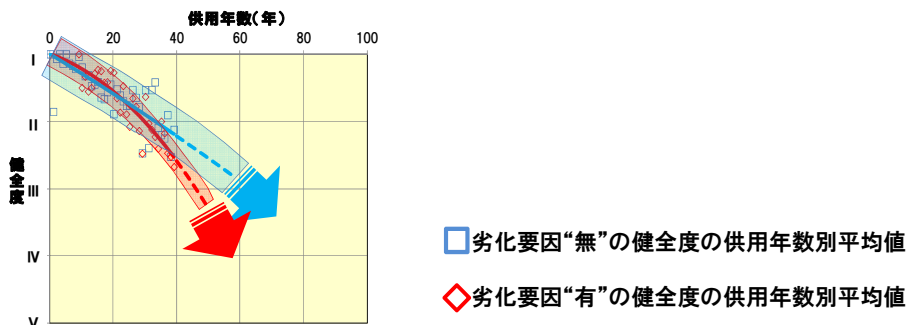 供用年数(年)
0 20 40 60 80 100
I
II
III
IV
V
健全度
劣化要因“無”の健全度の供用年数別平均値
劣化要因“有”の健全度の供用年数別平均値